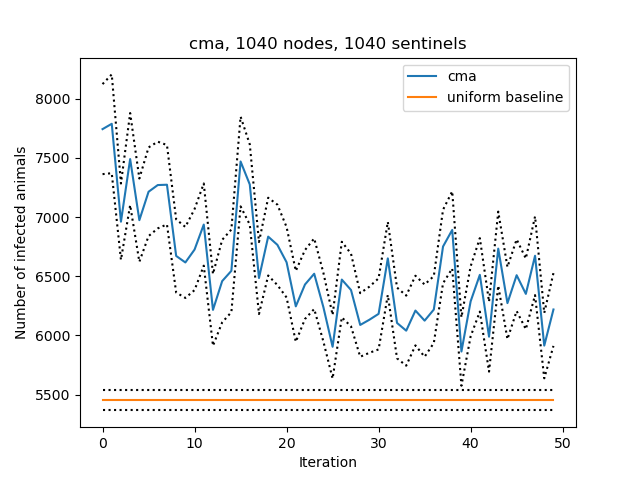 cma, 1040 nodes, 1040 sentinels
cma
uniform baseline
Number of infected animals
8000
7500
7000
6500
6000
5500
0 10 20 30 40 50
Iteration